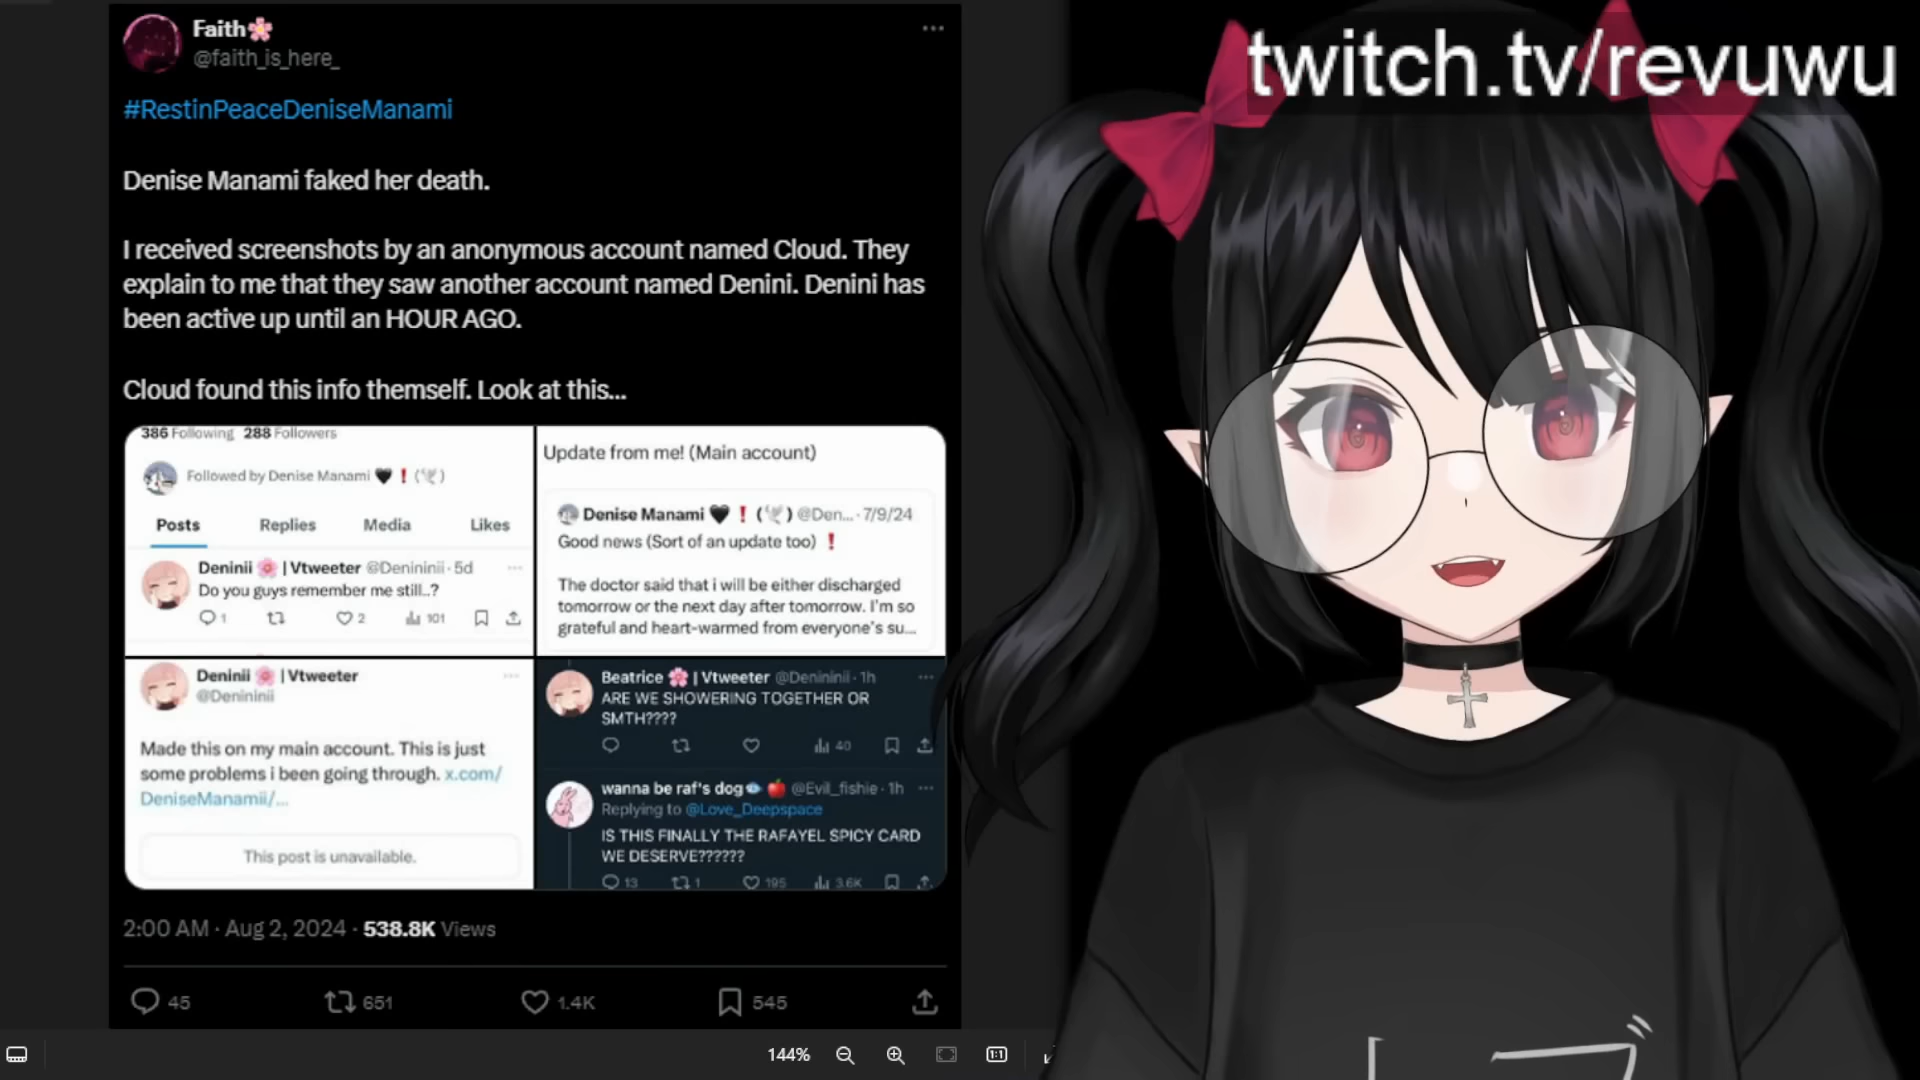 Faith🌸
@faith_is_here_
twitch.tv/revuwu
#RestinPeaceDeniseManami
Denise Manami faked her death.
I received screenshots by an anonymous account named Cloud. They
explain to me that they saw another account named Denini. Denini has
been active up until an HOUR AGO.
Cloud found this info themself. Look at this...
386 Following 288 Followers
Followed by Denise Manami 🖤❗(🕊)
Posts Replies Media Likes
Deninii 🌸 | Vtweeter @Denininii · 5d
Do you guys remember me still..?
1 2 101
Update from me! (Main account)
Denise Manami 🖤❗(🕊) @Den... · 7/9/24
Good news (Sort of an update too) ❗
The doctor said that i will be either discharged
tomorrow or the next day after tomorrow. I'm so
grateful and heart-warmed from everyone's su...
Deninii 🌸 | Vtweeter
@Denininii
Made this on my main account. This is just
some problems i been going through. x.com/
DeniseManamii/...
This post is unavailable.
Beatrice 🌸 | Vtweeter @Denininii · 1h
ARE WE SHOWERING TOGETHER OR
SMTH????
40
wanna be raf's dog👁🍎 @Evil_fishie · 1h
Replying to @Love_Deepspace
IS THIS FINALLY THE RAFAYEL SPICY CARD
WE DESERVE??????
13 1 195 3.6K
2:00 AM · Aug 2, 2024 · 538.8K Views
45 651 1.4K 545
144% 1:1